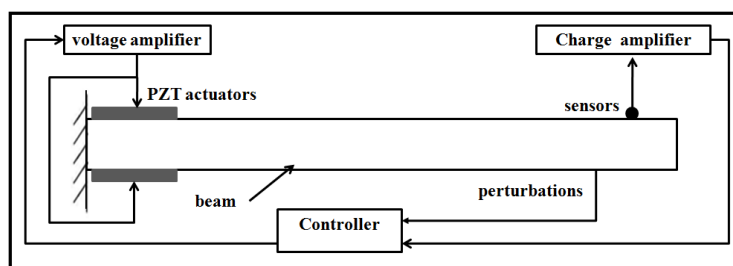 voltage amplifier
Charge amplifier
PZT actuators
sensors
beam
perturbations
Controller